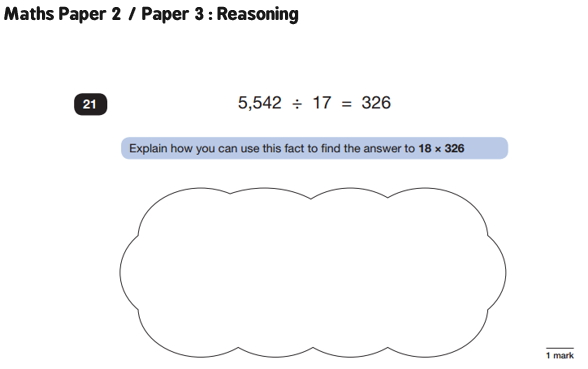 Maths Paper 2 / Paper 3 : Reasoning
21
5,542 ÷ 17 = 326
Explain how you can use this fact to find the answer to 18 × 326
1 mark